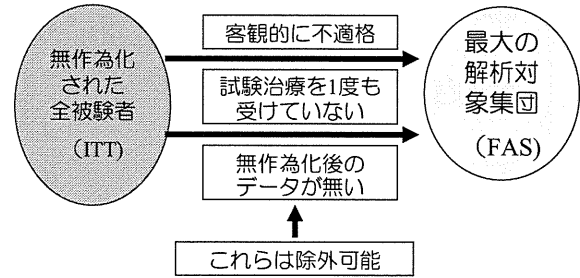 無作為化
された
全被験者
(ITT)
客観的に不適格
試験治療を1度も
受けていない
無作為化後の
データが無い
これらは除外可能
最大の
解析対
象集団
(FAS)